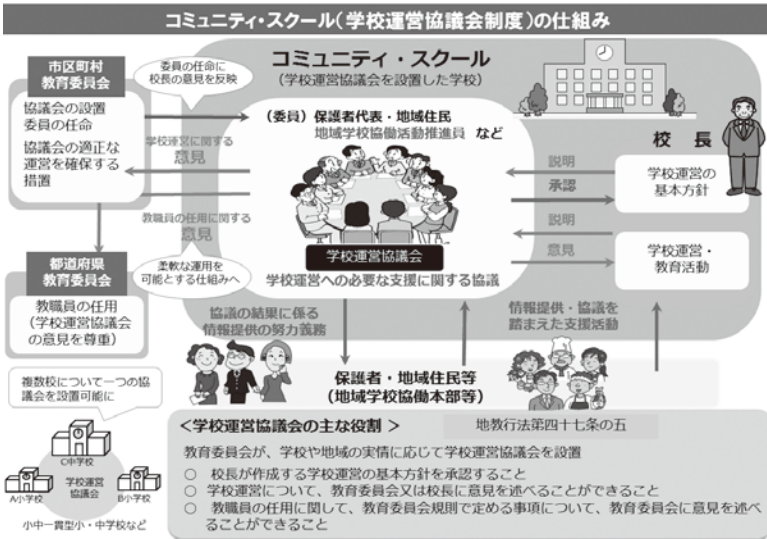 コミュニティ・スクール(学校運営協議会制度)の仕組み
市区町村
教育委員会
協議会の設置
委員の任命
協議会の適正な
運営を確保する
措置
委員の任命に
校長の意見を反映
学校運営に関する
意見
教職員の任用に関する
意見
柔軟な運用を
可能とする仕組みへ
都道府県
教育委員会
教職員の任用
(学校運営協議会
の意見を尊重)
コミュニティ・スクール
(学校運営協議会を設置した学校)
(委員)保護者代表・地域住民
地域学校協働活動推進員 など
学校運営協議会
学校運営への必要な支援に関する協議
校 長
説明
承認
学校運営の
基本方針
説明
意見
学校運営・
教育活動
協議の結果に係る
情報提供の努力義務
情報提供・協議を
踏まえた支援活動
保護者・地域住民等
(地域学校協働本部等)
複数校について一つの協
議会を設置可能に
C中学校
A小学校
学校運営
協議会
B小学校
小中一貫型小・中学校など
<学校運営協議会の主な役割 > 地教行法第四十七条の五
教育委員会が、学校や地域の実情に応じて学校運営協議会を設置
○ 校長が作成する学校運営の基本方針を承認すること
○ 学校運営について、教育委員会又は校長に意見を述べることができること
○ 教職員の任用に関して、教育委員会規則で定める事項について、教育委員会に意見を述べ
ることができること